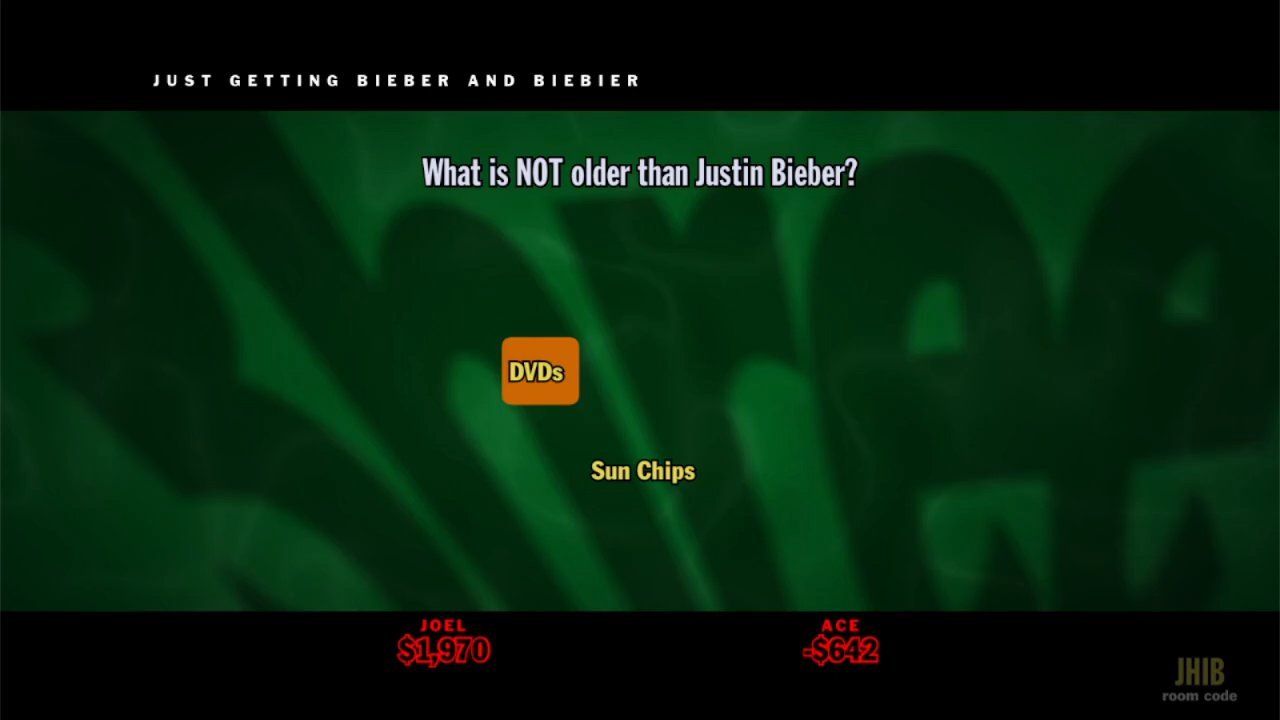 JUST GETTING BIEBER AND BIEBIER
What is NOT older than Justin Bieber?
DVDs
Sun Chips
JOEL
$1,970
ACE
-$642
JHIB
room code